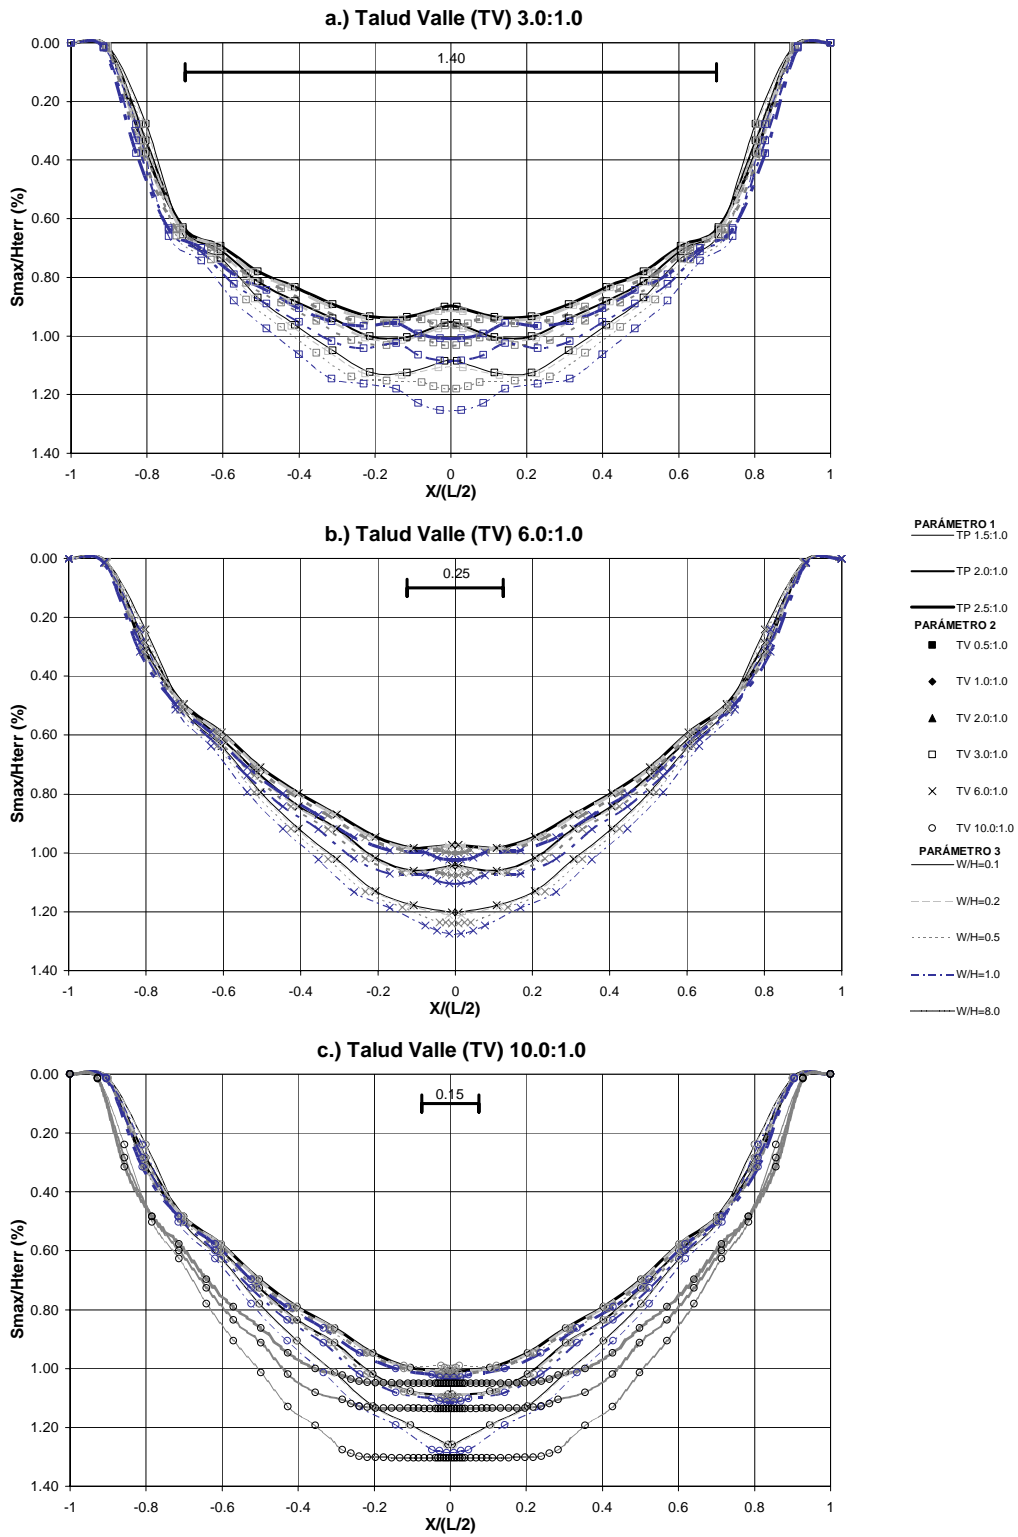 a.) Talud Valle (TV) 3.0:1.0
1.40
0.00
0.20
0.40
0.60
0.80
1.00
1.20
1.40
Smax/Hterr (%)
-1 -0.8 -0.6 -0.4 -0.2 0 0.2 0.4 0.6 0.8 1
X/(L/2)
b.) Talud Valle (TV) 6.0:1.0
0.25
0.00
0.20
0.40
0.60
0.80
1.00
1.20
1.40
Smax/Hterr (%)
-1 -0.8 -0.6 -0.4 -0.2 0 0.2 0.4 0.6 0.8 1
X/(L/2)
PARÁMETRO 1
TP 1.5:1.0
TP 2.0:1.0
TP 2.5:1.0
PARÁMETRO 2
TV 0.5:1.0
TV 1.0:1.0
TV 2.0:1.0
TV 3.0:1.0
TV 6.0:1.0
TV 10.0:1.0
PARÁMETRO 3
W/H=0.1
W/H=0.2
W/H=0.5
W/H=1.0
W/H=8.0
c.) Talud Valle (TV) 10.0:1.0
0.15
0.00
0.20
0.40
0.60
0.80
1.00
1.20
1.40
Smax/Hterr (%)
-1 -0.8 -0.6 -0.4 -0.2 0 0.2 0.4 0.6 0.8 1
X/(L/2)